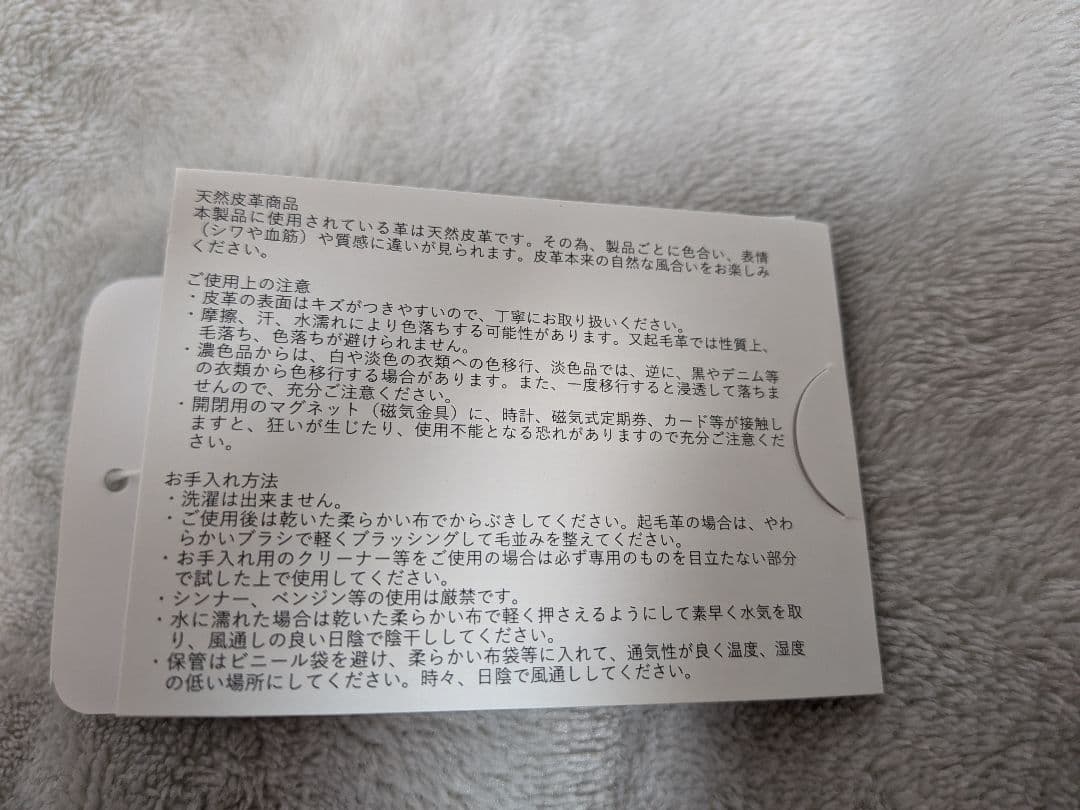 天然皮革商品
本製品に使用されている革は天然皮革です。その為、製品ごとに色合い、表情
（シワや血筋）や質感に違いが見られます。皮革本来の自然な風合いをお楽しみ
ください。
ご使用上の注意
・皮革の表面はキズがつきやすいので、丁寧にお取り扱いください。
・摩擦、汗、水濡れにより色落ちする可能性があります。又起毛革では性質上、
毛落ち、色落ちが避けられません。
・濃色品からは、白や淡色の衣類への色移行、淡色品では、逆に、黒やデニム等
の衣類から色移行する場合があります。また、一度移行すると浸透して落ちま
せんので、充分ご注意ください。
・開閉用のマグネット（磁気金具）に、時計、磁気式定期券、カード等が接触し
ますと、狂いが生じたり、使用不能となる恐れがありますので充分ご注意くだ
さい。
お手入れ方法
・洗濯は出来ません。
・ご使用後は乾いた柔らかい布でからぶきしてください。起毛革の場合は、やわ
らかいブラシで軽くブラッシングして毛並みを整えてください。
・お手入れ用のクリーナー等をご使用の場合は必ず専用のものを目立たない部分
で試した上で使用してください。
・シンナー、ベンジン等の使用は厳禁です。
・水に濡れた場合は乾いた柔らかい布で軽く押さえるようにして素早く水気を取
り、風通しの良い日陰で陰干ししてください。
・保管はビニール袋を避け、柔らかい布袋等に入れて、通気性が良く温度、湿度
の低い場所にしてください。時々、日陰で風通ししてください。